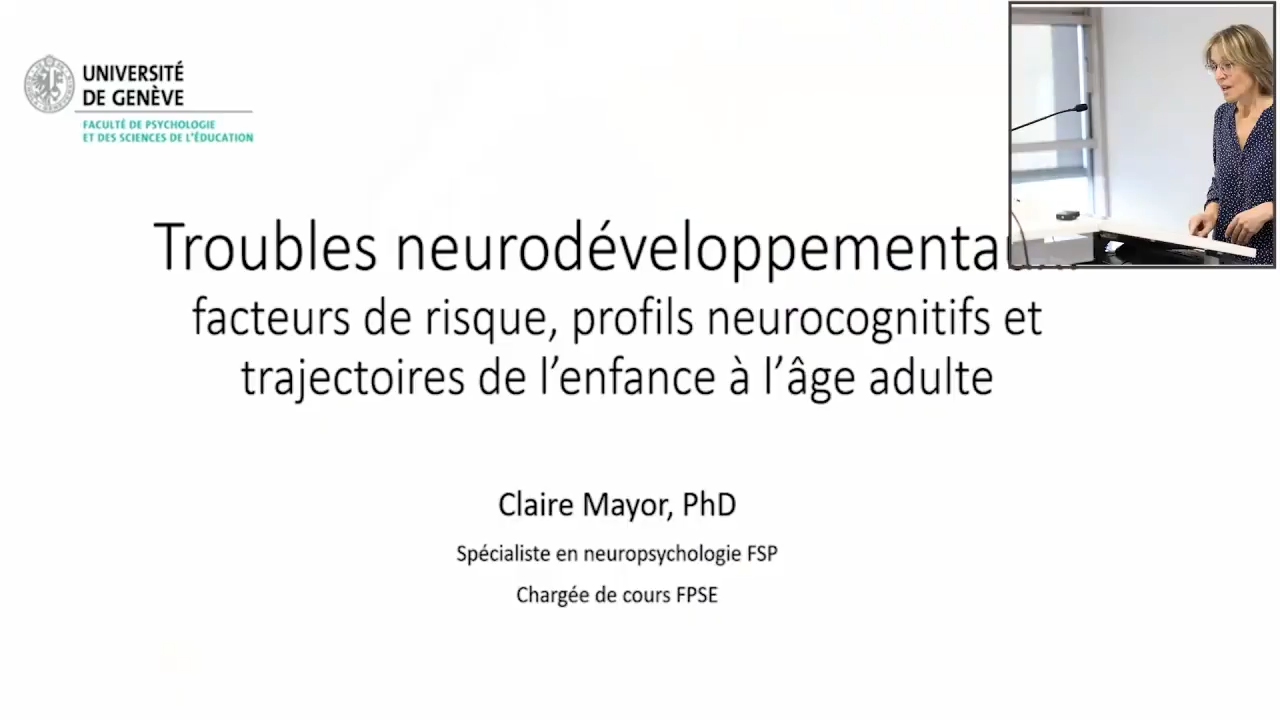 UNIVERSITÉ
DE GENÈVE
FACULTÉ DE PSYCHOLOGIE
ET DES SCIENCES DE L'ÉDUCATION
Troubles
facteurs de risque, profils neurocognitifs et
trajectoires de l'enfance à l'âge adulte
Claire Mayor, PhD
Spécialiste en neuropsychologie FSP
Chargée de cours FPSE